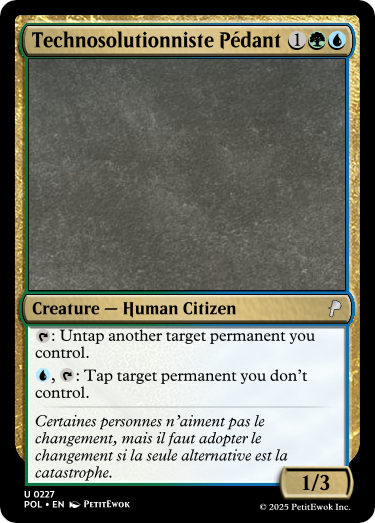 Technosolutionniste Pédant 1
Creature — Human Citizen
: Untap another target permanent you
control.
, : Tap target permanent you don't
control.
Certaines personnes n'aiment pas le
changement, mais il faut adopter le
changement si la seule alternative est la
catastrophe.
1/3
U 0227
POL • EN PetitEwok
© 2025 PetitEwok Inc.